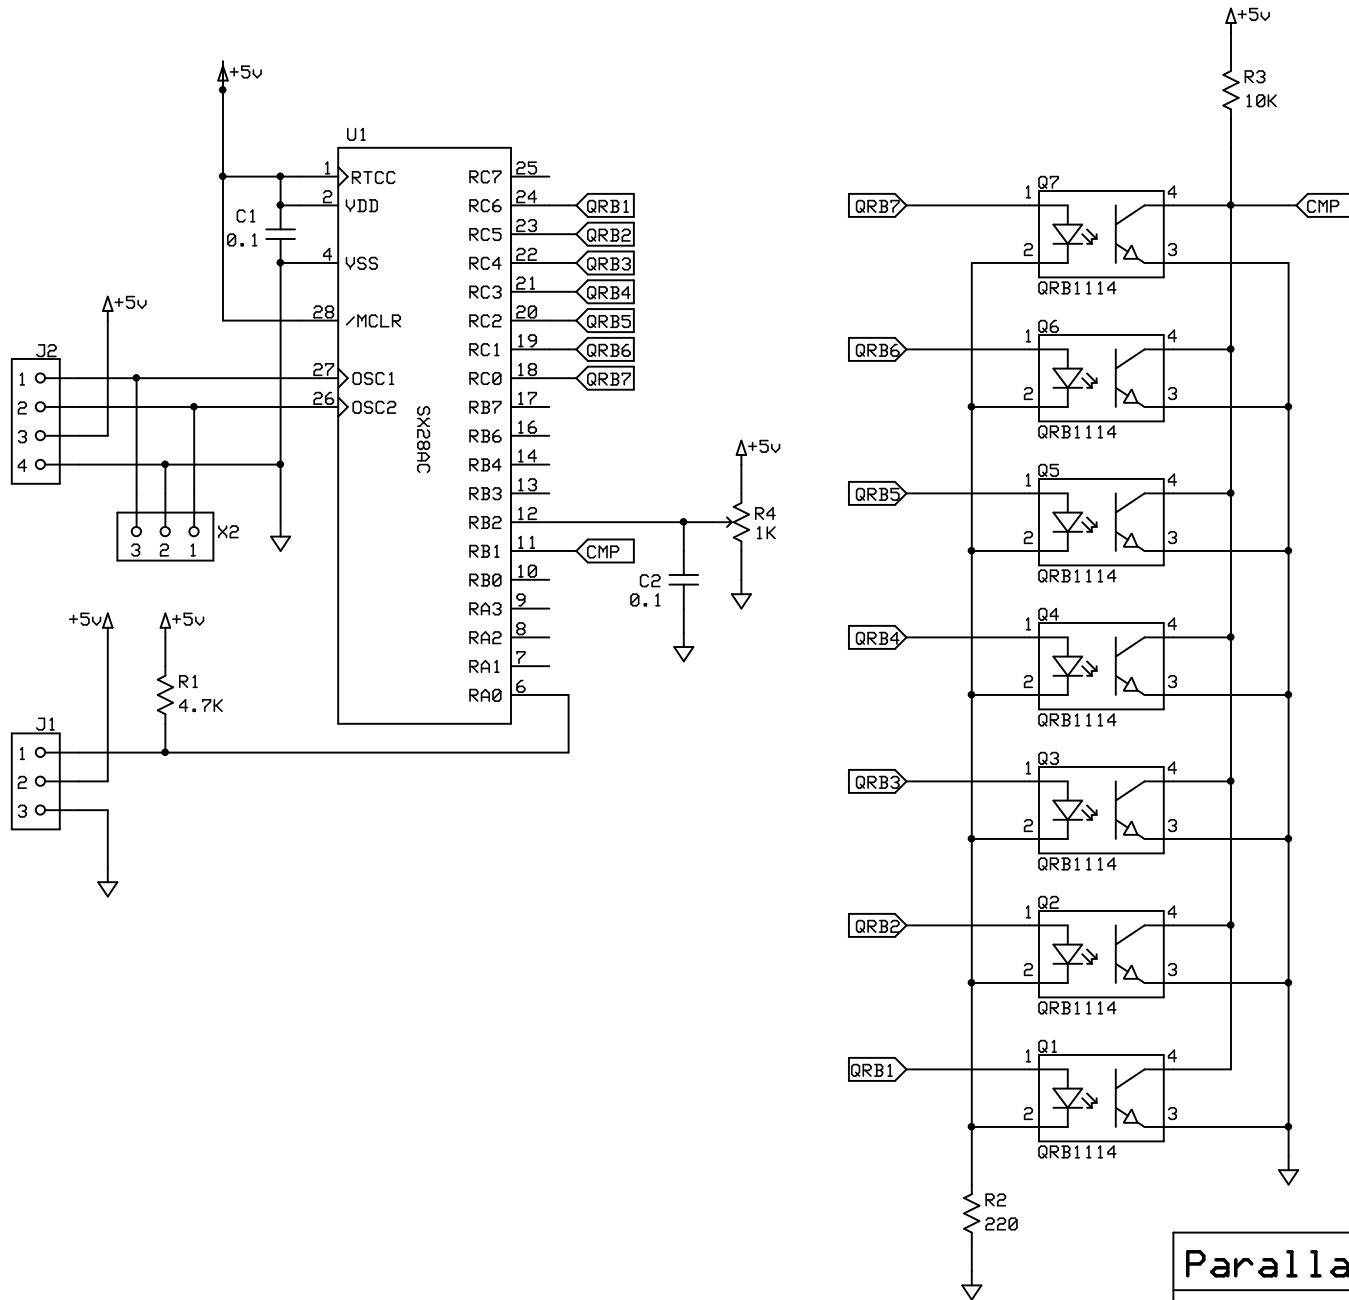 +5v
R3
10K
+5v
U1
1 RTCC
2 VDD
4 VSS
28 /MCLR
27 OSC1
26 OSC2
SX28AC
RC7 25
RC6 24 QRB1
RC5 23 QRB2
RC4 22 QRB3
RC3 21 QRB4
RC2 20 QRB5
RC1 19 QRB6
RC0 18 QRB7
RB7 17
RB6 16
RB4 14
RB3 13
RB2 12
RB1 11 CMP
RB0 10
RA3 9
RA2 8
RA1 7
RA0 6
C1
0.1
+5v
J2
1
2
3
4
X2
3 2 1
+5v
R4
1K
C2
0.1
+5v +5v
R1
4.7K
J1
1
2
3
QRB7 1 Q7 4 CMP
2 3
QRB1114
QRB6 1 Q6 4
2 3
QRB1114
QRB5 1 Q5 4
2 3
QRB1114
QRB4 1 Q4 4
2 3
QRB1114
QRB3 1 Q3 4
2 3
QRB1114
QRB2 1 Q2 4
2 3
QRB1114
QRB1 1 Q1 4
2 3
QRB1114
R2
220
Paralla